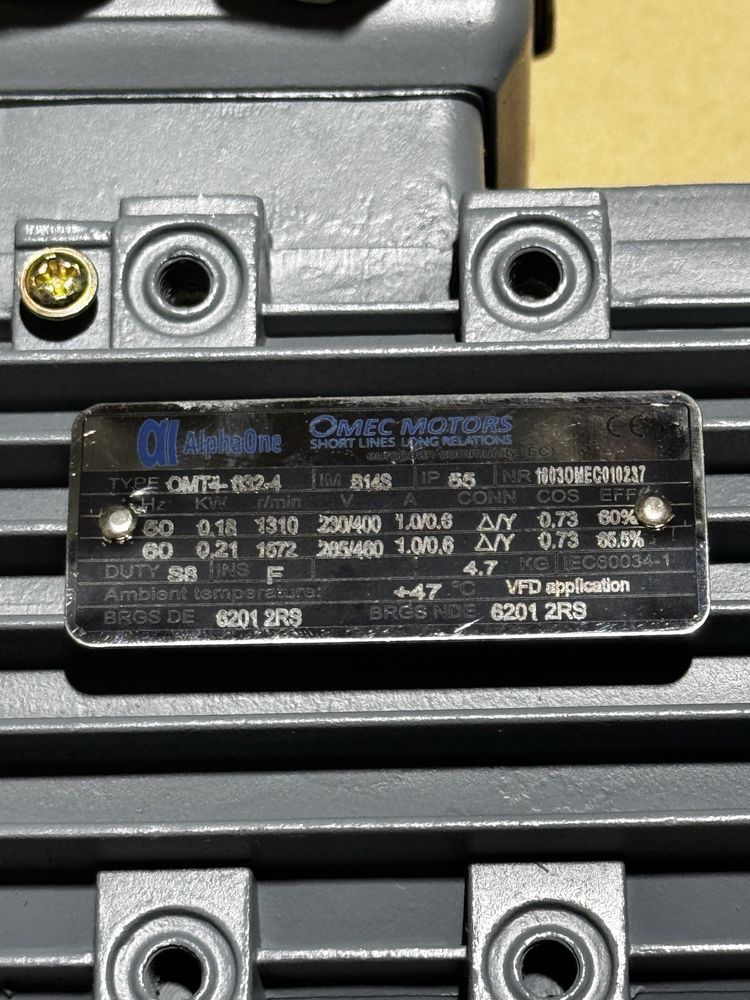 AlphaOne OMEC MOTORS CE
SHORT LINES LONG RELATIONS
european community (EC)
TYPE OMT4-632-4 IM B14S IP 55 NR 1603OMEC010237
Hz KW r/min V A CONN COS EFF
50 0.18 1310 230/400 1.0/0.6 Δ/Y 0.73 60%
60 0.21 1572 265/460 1.0/0.6 Δ/Y 0.73 65.5%
DUTY S8 INS F 4.7 KG IEC60034-1
Ambient temperature: +47 °C VFD application
BRGS DE 6201 2RS BRGS NDE 6201 2RS